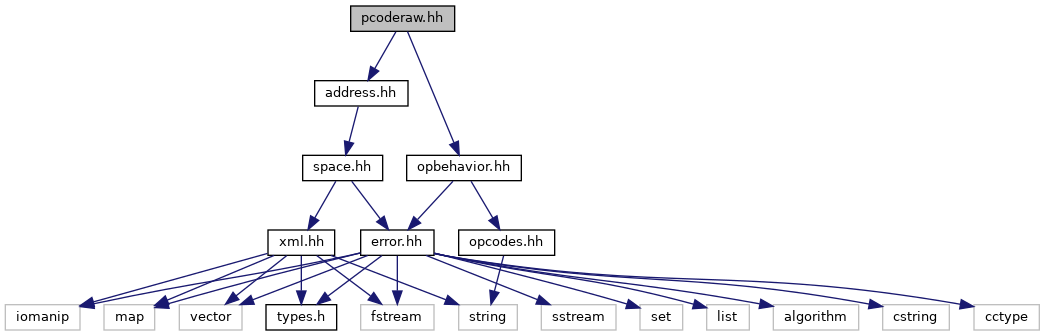 pcoderaw.hh
address.hh
space.hh
opbehavior.hh
xml.hh
error.hh
opcodes.hh
iomanip
map
vector
types.h
fstream
string
sstream
set
list
algorithm
cstring
cctype